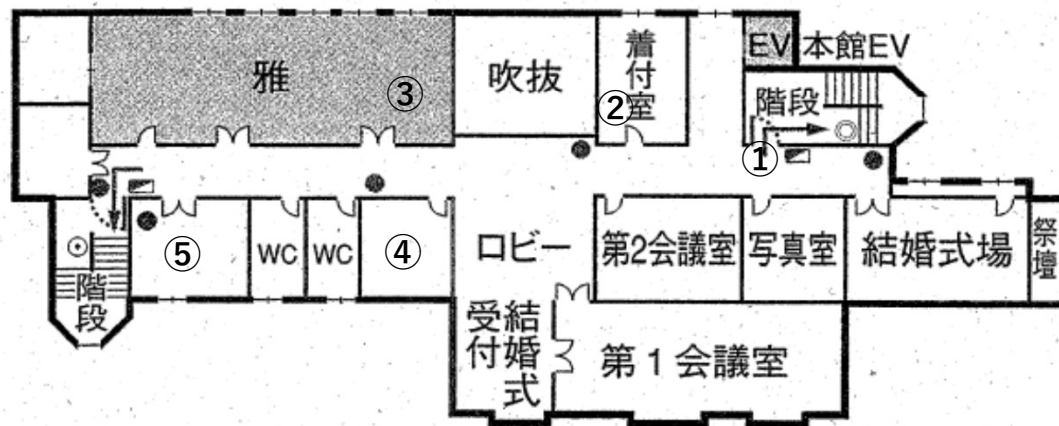 雅
③
吹抜
着付室
②
EV
本館EV
階段
①
階段
⑤
WC
WC
④
ロビー
第2会議室
写真室
結婚式場
祭壇
結婚式
受付
第1会議室